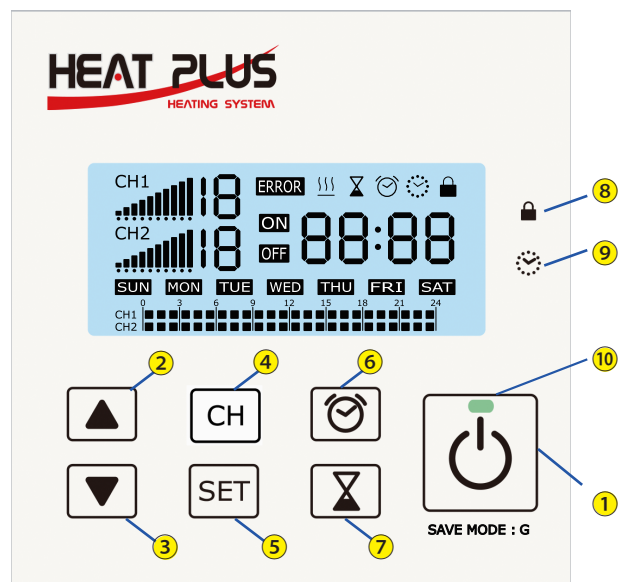 HEAT PLUS
HEATING SYSTEM
CH1 18 ERROR
ON 88:88
CH2 18 OFF
SUN MON TUE WED THU FRI SAT
0 3 6 9 12 15 18 21 24
CH1
CH2
8
9
2 4 6 10
CH
SET
1
3 5 7
SAVE MODE : G